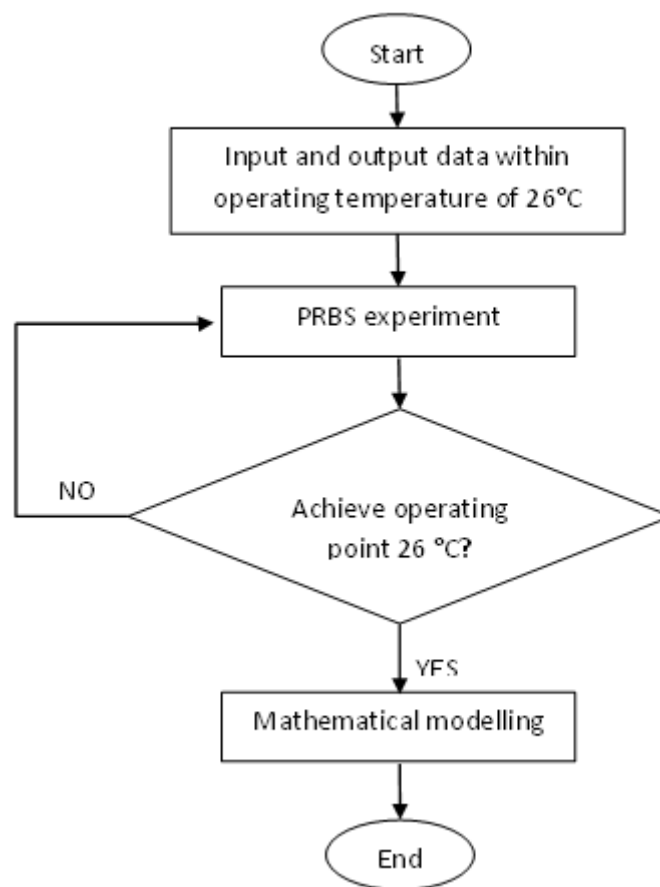 Start
Input and output data within
operating temperature of 26°C
PRBS experiment
NO
Achieve operating
point 26 °C?
YES
Mathematical modelling
End